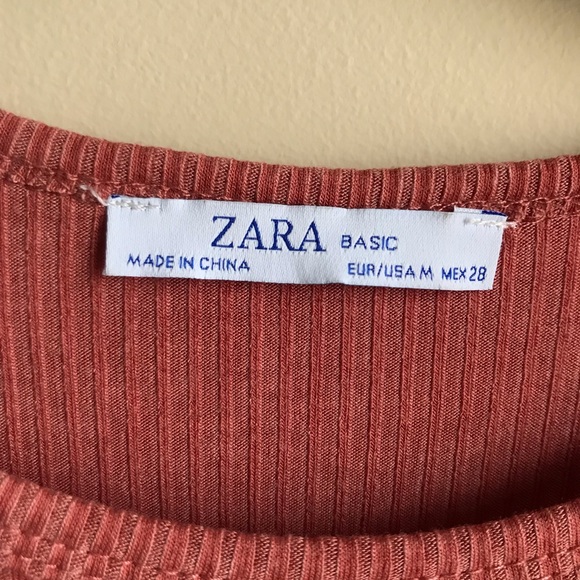 ZARA BASIC
MADE IN CHINA EUR/USA M MEX 28